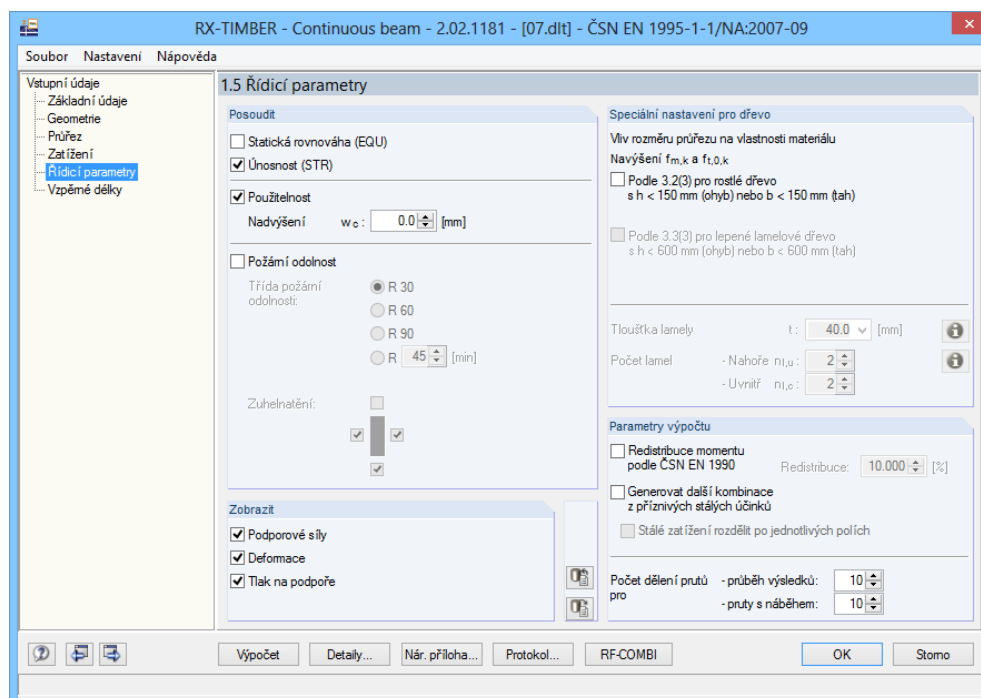 RX-TIMBER - Continuous beam - 2.02.1181 - [07.dlt] - ČSN EN 1995-1-1/NA:2007-09
Soubor Nastavení Nápověda
Vstupní údaje
Základní údaje
Geometrie
Průřez
Zatížení
Řídicí parametry
Vzpěrné délky
1.5 Řídicí parametry
Posoudit
Statická rovnováha (EQU)
Únosnost (STR)
Použitelnost
Nadvýšení wc : 0.0 [mm]
Požární odolnost
Třída požární
odolnosti:
R 30
R 60
R 90
R 45 [min]
Zuhelnatění:
Zobrazit
Podporové síly
Deformace
Tlak na podpoře
Speciální nastavení pro dřevo
Vliv rozměru průřezu na vlastnosti materiálu
Navýšení fm,k a ft,0,k
Podle 3.2(3) pro rostlé dřevo
s h < 150 mm (ohyb) nebo b < 150 mm (tah)
Podle 3.3(3) pro lepené lamelové dřevo
s h < 600 mm (ohyb) nebo b < 600 mm (tah)
Tloušťka lamely t : 40.0 [mm]
Počet lamel - Nahoře nl,u : 2
- Uvnitř nl,c : 2
Parametry výpočtu
Redistribuce momentu
podle ČSN EN 1990
Redistribuce: 10.000 [%]
Generovat další kombinace
z příznivých stálých účinků
Stálé zatížení rozdělit po jednotlivých polích
Počet dělení prutů
pro
- průběh výsledků: 10
- pruty s náběhem: 10
Výpočet Detaily... Nár. příloha... Protokol... RF-COMBI OK Storno